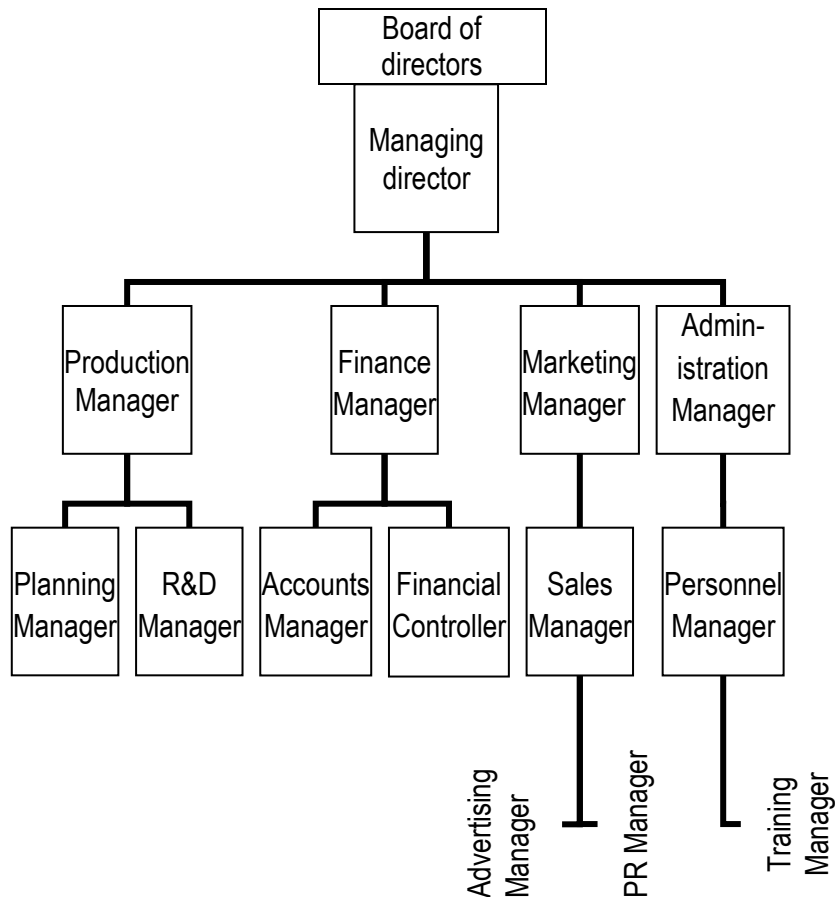 Board of
directors
Managing
director
Production
Manager
Finance
Manager
Marketing
Manager
Admin-
istration
Manager
Planning
Manager
R&D
Manager
Accounts
Manager
Financial
Controller
Sales
Manager
Personnel
Manager
Advertising
Manager
PR Manager
Training
Manager